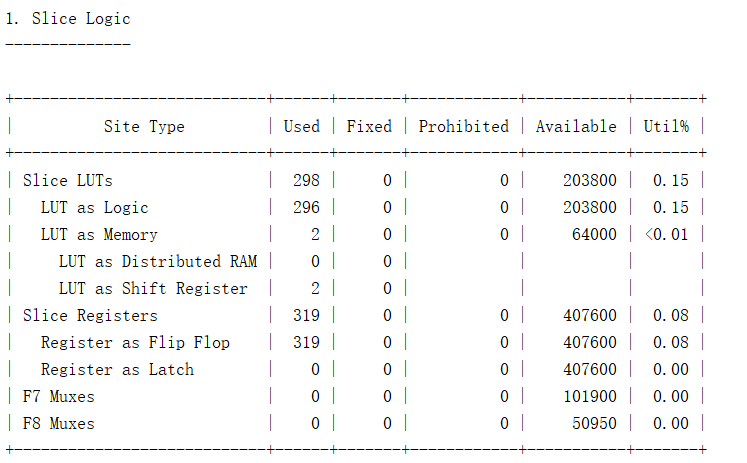 1. Slice Logic
--------------
+----------------------------+------+-------+------------+-----------+-------+
|          Site Type         | Used | Fixed | Prohibited | Available | Util% |
+----------------------------+------+-------+------------+-----------+-------+
| Slice LUTs                 |  298 |     0 |          0 |    203800 |  0.15 |
|   LUT as Logic             |  296 |     0 |          0 |    203800 |  0.15 |
|   LUT as Memory            |    2 |     0 |          0 |     64000 | <0.01 |
|     LUT as Distributed RAM |    0 |     0 |            |           |       |
|     LUT as Shift Register  |    2 |     0 |            |           |       |
| Slice Registers            |  319 |     0 |          0 |    407600 |  0.08 |
|   Register as Flip Flop    |  319 |     0 |          0 |    407600 |  0.08 |
|   Register as Latch        |    0 |     0 |          0 |    407600 |  0.00 |
| F7 Muxes                   |    0 |     0 |          0 |    101900 |  0.00 |
| F8 Muxes                   |    0 |     0 |          0 |     50950 |  0.00 |
+----------------------------+------+-------+------------+-----------+-------+